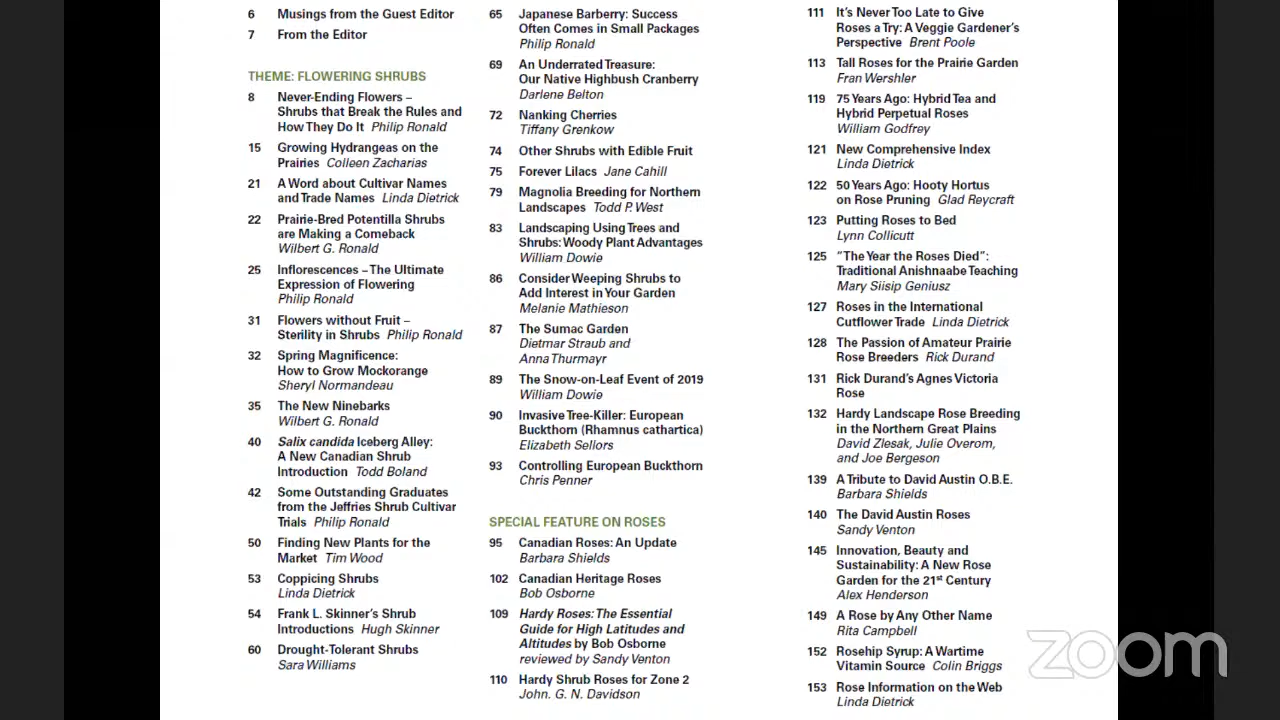 6 Musings from the Guest Editor
7 From the Editor
THEME: FLOWERING SHRUBS
8 Never-Ending Flowers –
Shrubs that Break the Rules and
How They Do It Philip Ronald
15 Growing Hydrangeas on the
Prairies Colleen Zacharias
21 A Word about Cultivar Names
and Trade Names Linda Dietrick
22 Prairie-Bred Potentilla Shrubs
are Making a Comeback
Wilbert G. Ronald
25 Inflorescences – The Ultimate
Expression of Flowering
Philip Ronald
31 Flowers without Fruit –
Sterility in Shrubs Philip Ronald
32 Spring Magnificence:
How to Grow Mockorange
Sheryl Normandeau
35 The New Ninebarks
Wilbert G. Ronald
40 Salix candida Iceberg Alley:
A New Canadian Shrub
Introduction Todd Boland
42 Some Outstanding Graduates
from the Jeffries Shrub Cultivar
Trials Philip Ronald
50 Finding New Plants for the
Market Tim Wood
53 Coppicing Shrubs
Linda Dietrick
54 Frank L. Skinner's Shrub
Introductions Hugh Skinner
60 Drought-Tolerant Shrubs
Sara Williams
65 Japanese Barberry: Success
Often Comes in Small Packages
Philip Ronald
69 An Underrated Treasure:
Our Native Highbush Cranberry
Darlene Belton
72 Nanking Cherries
Tiffany Grenkow
74 Other Shrubs with Edible Fruit
75 Forever Lilacs Jane Cahill
79 Magnolia Breeding for Northern
Landscapes Todd P. West
83 Landscaping Using Trees and
Shrubs: Woody Plant Advantages
William Dowie
86 Consider Weeping Shrubs to
Add Interest in Your Garden
Melanie Mathieson
87 The Sumac Garden
Dietmar Straub and
Anna Thurmayr
89 The Snow-on-Leaf Event of 2019
William Dowie
90 Invasive Tree-Killer: European
Buckthorn (Rhamnus cathartica)
Elizabeth Sellors
93 Controlling European Buckthorn
Chris Penner
SPECIAL FEATURE ON ROSES
95 Canadian Roses: An Update
Barbara Shields
102 Canadian Heritage Roses
Bob Osborne
109 Hardy Roses: The Essential
Guide for High Latitudes and
Altitudes by Bob Osborne
reviewed by Sandy Venton
110 Hardy Shrub Roses for Zone 2
John. G. N. Davidson
111 It's Never Too Late to Give
Roses a Try: A Veggie Gardener's
Perspective Brent Poole
113 Tall Roses for the Prairie Garden
Fran Wershler
119 75 Years Ago: Hybrid Tea and
Hybrid Perpetual Roses
William Godfrey
121 New Comprehensive Index
Linda Dietrick
122 50 Years Ago: Hooty Hortus
on Rose Pruning Glad Reycraft
123 Putting Roses to Bed
Lynn Collicutt
125 "The Year the Roses Died":
Traditional Anishnaabe Teaching
Mary Siisip Geniusz
127 Roses in the International
Cutflower Trade Linda Dietrick
128 The Passion of Amateur Prairie
Rose Breeders Rick Durand
131 Rick Durand's Agnes Victoria
Rose
132 Hardy Landscape Rose Breeding
in the Northern Great Plains
David Zlesak, Julie Overom,
and Joe Bergeson
139 A Tribute to David Austin O.B.E.
Barbara Shields
140 The David Austin Roses
Sandy Venton
145 Innovation, Beauty and
Sustainability: A New Rose
Garden for the 21st Century
Alex Henderson
149 A Rose by Any Other Name
Rita Campbell
152 Rosehip Syrup: A Wartime
Vitamin Source Colin Briggs
153 Rose Information on the Web
Linda Dietrick
zoom